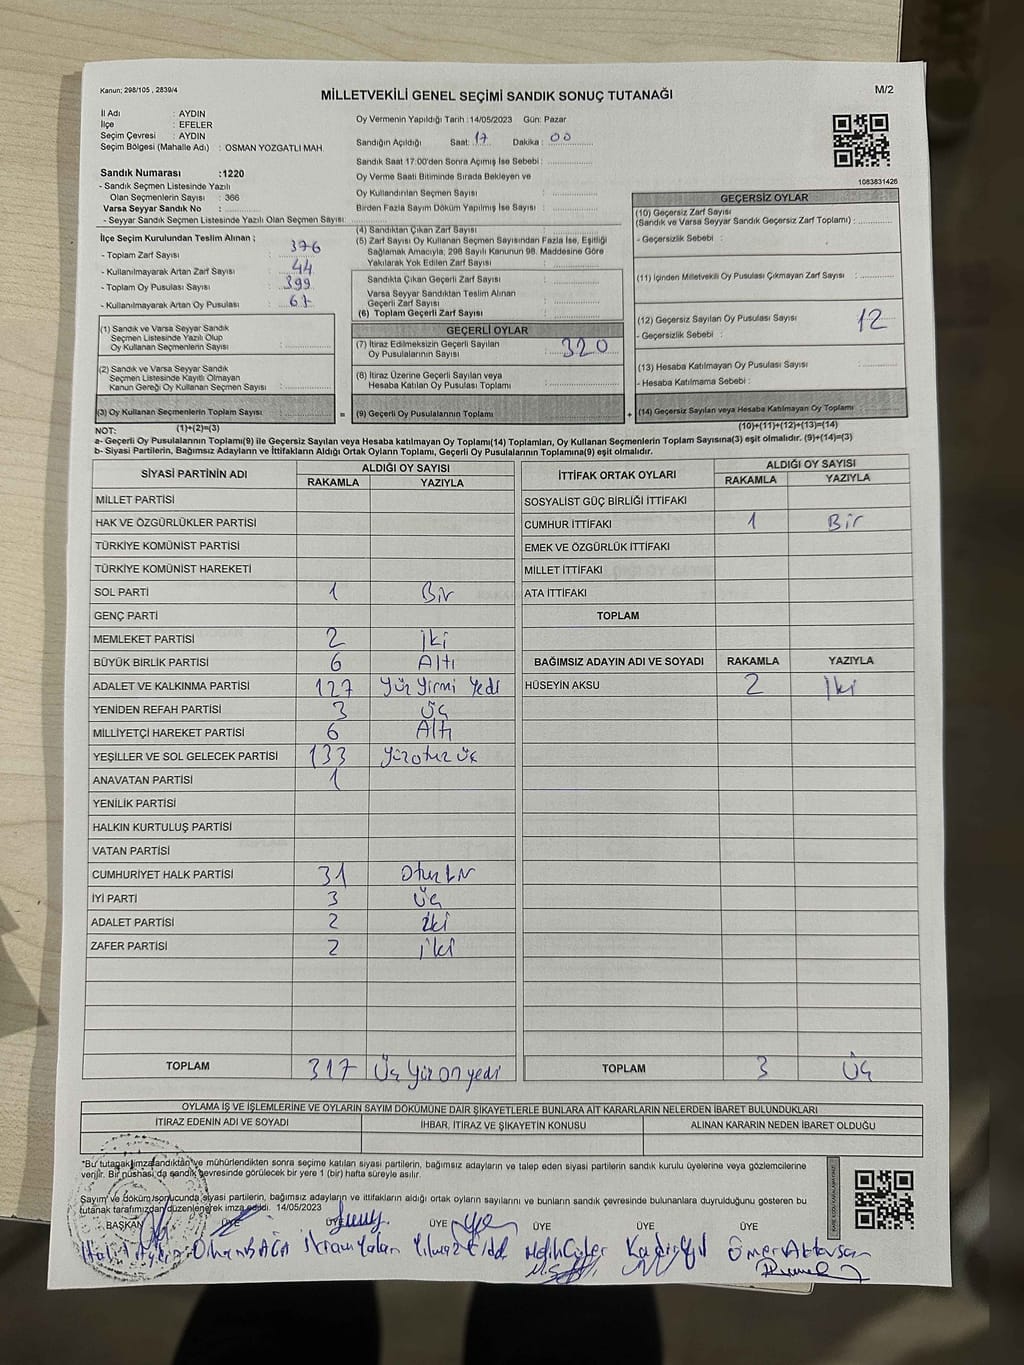 Kanun; 298/105 , 2839/4
MİLLETVEKİLİ GENEL SEÇİMİ SANDIK SONUÇ TUTANAĞI
M/2
İl Adı : AYDIN
İlçe : EFELER
Seçim Çevresi : AYDIN
Seçim Bölgesi (Mahalle Adı) : OSMAN YOZGATLI MAH.
Sandık Numarası :1220
- Sandık Seçmen Listesinde Yazılı
Olan Seçmenlerin Sayısı : 366
Varsa Seyyar Sandık No :
- Seyyar Sandık Seçmen Listesinde Yazılı Olan Seçmen Sayısı:
İlçe Seçim Kurulundan Teslim Alınan ;
- Toplam Zarf Sayısı : 376
- Kullanılmayarak Artan Zarf Sayısı : 44
- Toplam Oy Pusulası Sayısı : 399
- Kullanılmayarak Artan Oy Pusulası : 67
(1) Sandık ve Varsa Seyyar Sandık
Seçmen Listesinde Yazılı Olup
Oy Kullanan Seçmenlerin Sayısı :
(2) Sandık ve Varsa Seyyar Sandık
Seçmen Listesinde Kayıtlı Olmayan
Kanun Gereği Oy Kullanan Seçmen Sayısı :
(3) Oy Kullanan Seçmenlerin Toplam Sayısı :
Oy Vermenin Yapıldığı Tarih : 14/05/2023 Gün: Pazar
Sandığın Açıldığı Saat: 17 Dakika : 00
Sandık Saat 17:00'den Sonra Açımış İse Sebebi :
Oy Verme Saati Bitiminde Sırada Bekleyen ve
Oy Kullandırılan Seçmen Sayısı :
Birden Fazla Sayım Döküm Yapılmış İse Sayısı :
(4) Sandıktan Çıkan Zarf Sayısı :
(5) Zarf Sayısı Oy Kullanan Seçmen Sayısından Fazla İse, Eşitliği
Sağlamak Amacıyla, 298 Sayılı Kanunun 98. Maddesine Göre
Yakılarak Yok Edilen Zarf Sayısı :
Sandıkta Çıkan Geçerli Zarf Sayısı :
Varsa Seyyar Sandıktan Teslim Alınan
Geçerli Zarf Sayısı :
(6) Toplam Geçerli Zarf Sayısı :
GEÇERLİ OYLAR
(7) İtiraz Edilmeksizin Geçerli Sayılan
Oy Pusulalarının Sayısı : 320
(8) İtiraz Üzerine Geçerli Sayılan veya
Hesaba Katılan Oy Pusulası Toplamı :
= (9) Geçerli Oy Pusulalarının Toplamı
1083831426
GEÇERSİZ OYLAR
(10) Geçersiz Zarf Sayısı
(Sandık ve Varsa Seyyar Sandık Geçersiz Zarf Toplamı) :
- Geçersizlik Sebebi :
(11) İçinden Milletvekili Oy Pusulası Çıkmayan Zarf Sayısı :
(12) Geçersiz Sayılan Oy Pusulası Sayısı : 12
- Geçersizlik Sebebi :
(13) Hesaba Katılmayan Oy Pusulası Sayısı :
- Hesaba Katılmama Sebebi :
+ (14) Geçersiz Sayılan veya Hesaba Katılmayan Oy Toplamı
NOT: (1)+(2)=(3) (10)+(11)+(12)+(13)=(14)
a- Geçerli Oy Pusulalarının Toplamı(9) ile Geçersiz Sayılan veya Hesaba katılmayan Oy Toplamı(14) Toplamları, Oy Kullanan Seçmenlerin Toplam Sayısına(3) eşit olmalıdır. (9)+(14)=(3)
b- Siyasi Partilerin, Bağımsız Adayların ve İttifakların Aldığı Ortak Oyların Toplamı, Geçerli Oy Pusulalarının Toplamına(9) eşit olmalıdır.
SİYASİ PARTİNİN ADI ALDIĞI OY SAYISI
RAKAMLA YAZIYLA
MİLLET PARTİSİ
HAK VE ÖZGÜRLÜKLER PARTİSİ
TÜRKİYE KOMÜNİST PARTİSİ
TÜRKİYE KOMÜNİST HAREKETİ
SOL PARTİ 1 Bir
GENÇ PARTİ
MEMLEKET PARTİSİ 2 iki
BÜYÜK BİRLİK PARTİSİ 6 Altı
ADALET VE KALKINMA PARTİSİ 127 yüz yirmi yedi
YENİDEN REFAH PARTİSİ 3 üç
MİLLİYETÇİ HAREKET PARTİSİ 6 Altı
YEŞİLLER VE SOL GELECEK PARTİSİ 133 yüzotuz üç
ANAVATAN PARTİSİ 1
YENİLİK PARTİSİ
HALKIN KURTULUŞ PARTİSİ
VATAN PARTİSİ
CUMHURİYET HALK PARTİSİ 31 otuz bir
İYİ PARTİ 3 üç
ADALET PARTİSİ 2 iki
ZAFER PARTİSİ 2 iki
TOPLAM 317 üç yüz on yedi
İTTİFAK ORTAK OYLARI ALDIĞI OY SAYISI
RAKAMLA YAZIYLA
SOSYALİST GÜÇ BİRLİĞİ İTTİFAKI
CUMHUR İTTİFAKI 1 Bir
EMEK VE ÖZGÜRLÜK İTTİFAKI
MİLLET İTTİFAKI
ATA İTTİFAKI
TOPLAM
BAĞIMSIZ ADAYIN ADI VE SOYADI RAKAMLA YAZIYLA
HÜSEYİN AKSU 2 iki
TOPLAM 3 üç
OYLAMA İŞ VE İŞLEMLERİNE VE OYLARIN SAYIM DÖKÜMÜNE DAİR ŞİKAYETLERLE BUNLARA AİT KARARLARIN NELERDEN İBARET BULUNDUKLARI
İTİRAZ EDENİN ADI VE SOYADI İHBAR, İTİRAZ VE ŞİKAYETİN KONUSU ALINAN KARARIN NEDEN İBARET OLDUĞU
*Bu tutanak imzalandıktan ve mühürlendikten sonra seçime katılan siyasi partilerin, bağımsız adayların ve talep eden siyasi partilerin sandık kurulu üyelerine veya gözlemcilerine
verilir. Bir nüshası da sandık çevresinde görülecek bir yere 1 (bir) hafta süreyle asılır.
Sayım ve döküm sonucunda siyasi partilerin, bağımsız adayların ve ittifakların aldığı ortak oyların sayılarını ve bunların sandık çevresinde bulunanlara duyrulduğunu gösteren bu
tutanak tarafımızdan düzenlenerek imza edildi. 14/05/2023
BAŞKAN ÜYE ÜYE ÜYE ÜYE ÜYE ÜYE
Orhan BAĞA İkram Yalan Yılmaz Melih Güler Kadir Ömer